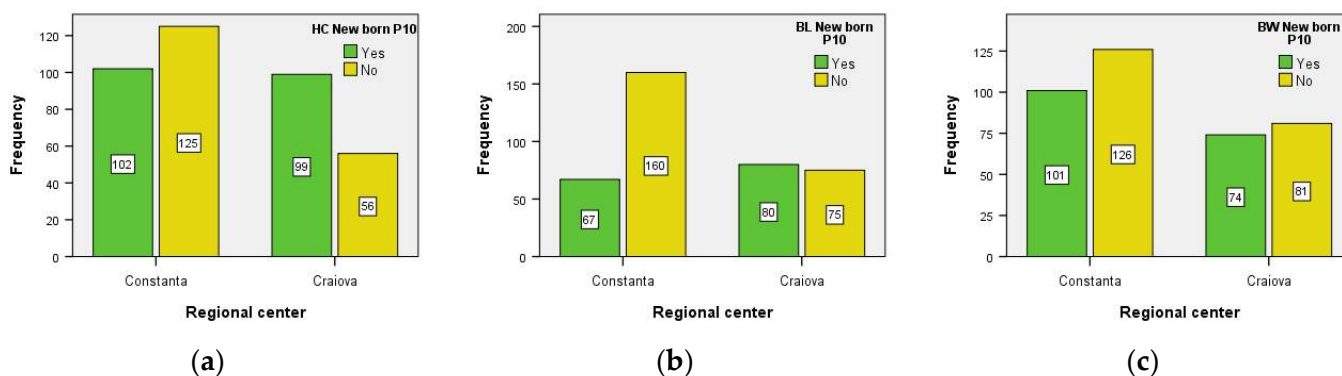 HC New born P10
Yes
No
120
100
80
60
40
20
0
Frequency
102
125
99
56
Constanta
Craiova
Regional center
(a)
BL New born
P10
Yes
No
200
150
100
50
0
Frequency
67
160
80
75
Constanta
Craiova
Regional center
(b)
BW New born
P10
Yes
No
125
100
75
50
25
0
Frequency
101
126
74
81
Constanta
Craiova
Regional center
(c)